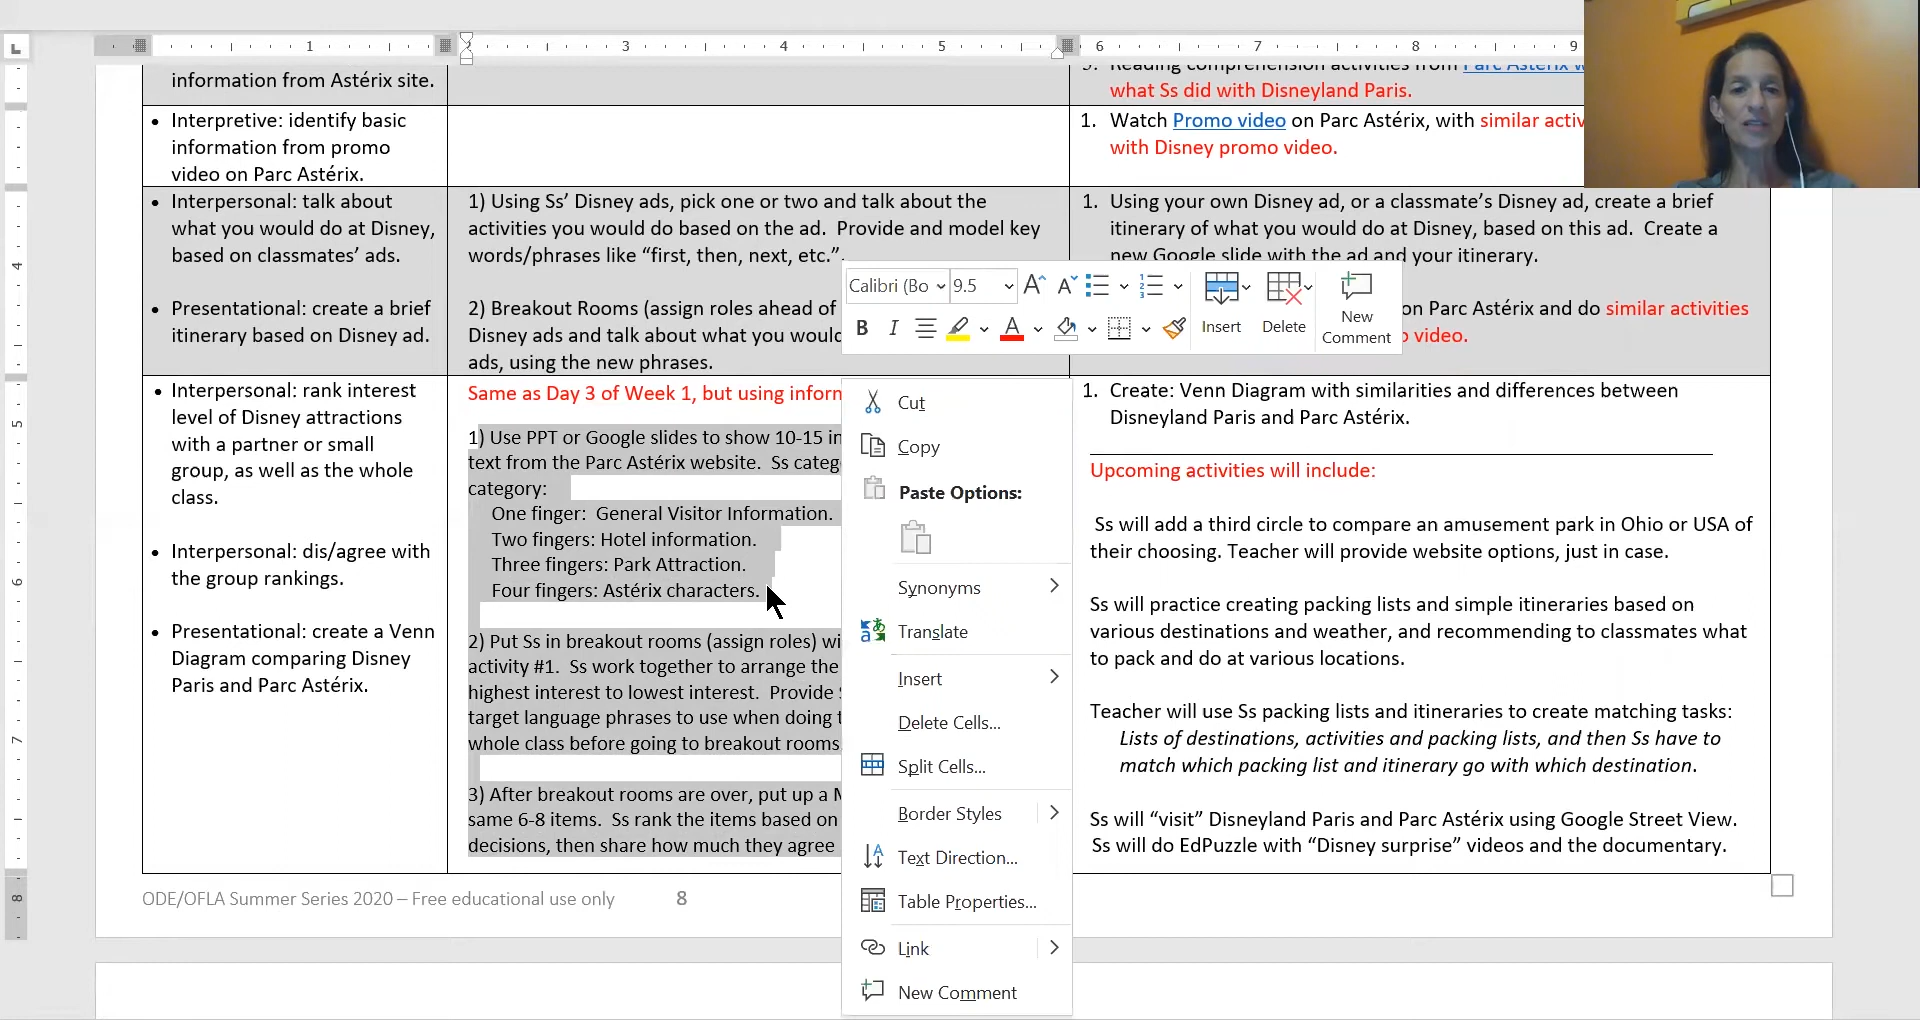 1 2 3 4 5 6 7 8 9
information from Astérix site.
3. Reading comprehension activities from Parc Astérix
what Ss did with Disneyland Paris.
• Interpretive: identify basic
information from promo
video on Parc Astérix.
1. Watch Promo video on Parc Astérix, with similar
with Disney promo video.
• Interpersonal: talk about
what you would do at Disney,
based on classmates’ ads.
• Presentational: create a brief
itinerary based on Disney ad.
1) Using Ss’ Disney ads, pick one or two and talk about the
activities you would do based on the ad. Provide and model key
words/phrases like “first, then, next, etc.”.
2) Breakout Rooms (assign roles ahead of
Disney ads and talk about what you would
ads, using the new phrases.
1. Using your own Disney ad, or a classmate’s Disney ad, create a brief
itinerary of what you would do at Disney, based on this ad. Create a
new Google slide with the ad and your itinerary.
on Parc Astérix and do similar activities
video.
Calibri (Bo 9.5
B I A
Insert
Delete
New
Comment
• Interpersonal: rank interest
level of Disney attractions
with a partner or small
group, as well as the whole
class.
• Interpersonal: dis/agree with
the group rankings.
• Presentational: create a Venn
Diagram comparing Disney
Paris and Parc Astérix.
Same as Day 3 of Week 1, but using
1) Use PPT or Google slides to show 10-15
text from the Parc Astérix website. Ss
category:
One finger: General Visitor Information.
Two fingers: Hotel information.
Three fingers: Park Attraction.
Four fingers: Astérix characters.
2) Put Ss in breakout rooms (assign roles)
activity #1. Ss work together to arrange the
highest interest to lowest interest. Provide
target language phrases to use when doing
whole class before going to breakout rooms
3) After breakout rooms are over, put up a
same 6-8 items. Ss rank the items based on
decisions, then share how much they agree
Cut
Copy
Paste Options:
Synonyms
Translate
Insert
Delete Cells...
Split Cells...
Border Styles
Text Direction...
Table Properties...
Link
New Comment
1. Create: Venn Diagram with similarities and differences between
Disneyland Paris and Parc Astérix.
Upcoming activities will include:
Ss will add a third circle to compare an amusement park in Ohio or USA of
their choosing. Teacher will provide website options, just in case.
Ss will practice creating packing lists and simple itineraries based on
various destinations and weather, and recommending to classmates what
to pack and do at various locations.
Teacher will use Ss packing lists and itineraries to create matching tasks:
Lists of destinations, activities and packing lists, and then Ss have to
match which packing list and itinerary go with which destination.
Ss will “visit” Disneyland Paris and Parc Astérix using Google Street View.
Ss will do EdPuzzle with “Disney surprise” videos and the documentary.
ODE/OFLA Summer Series 2020 – Free educational use only 8